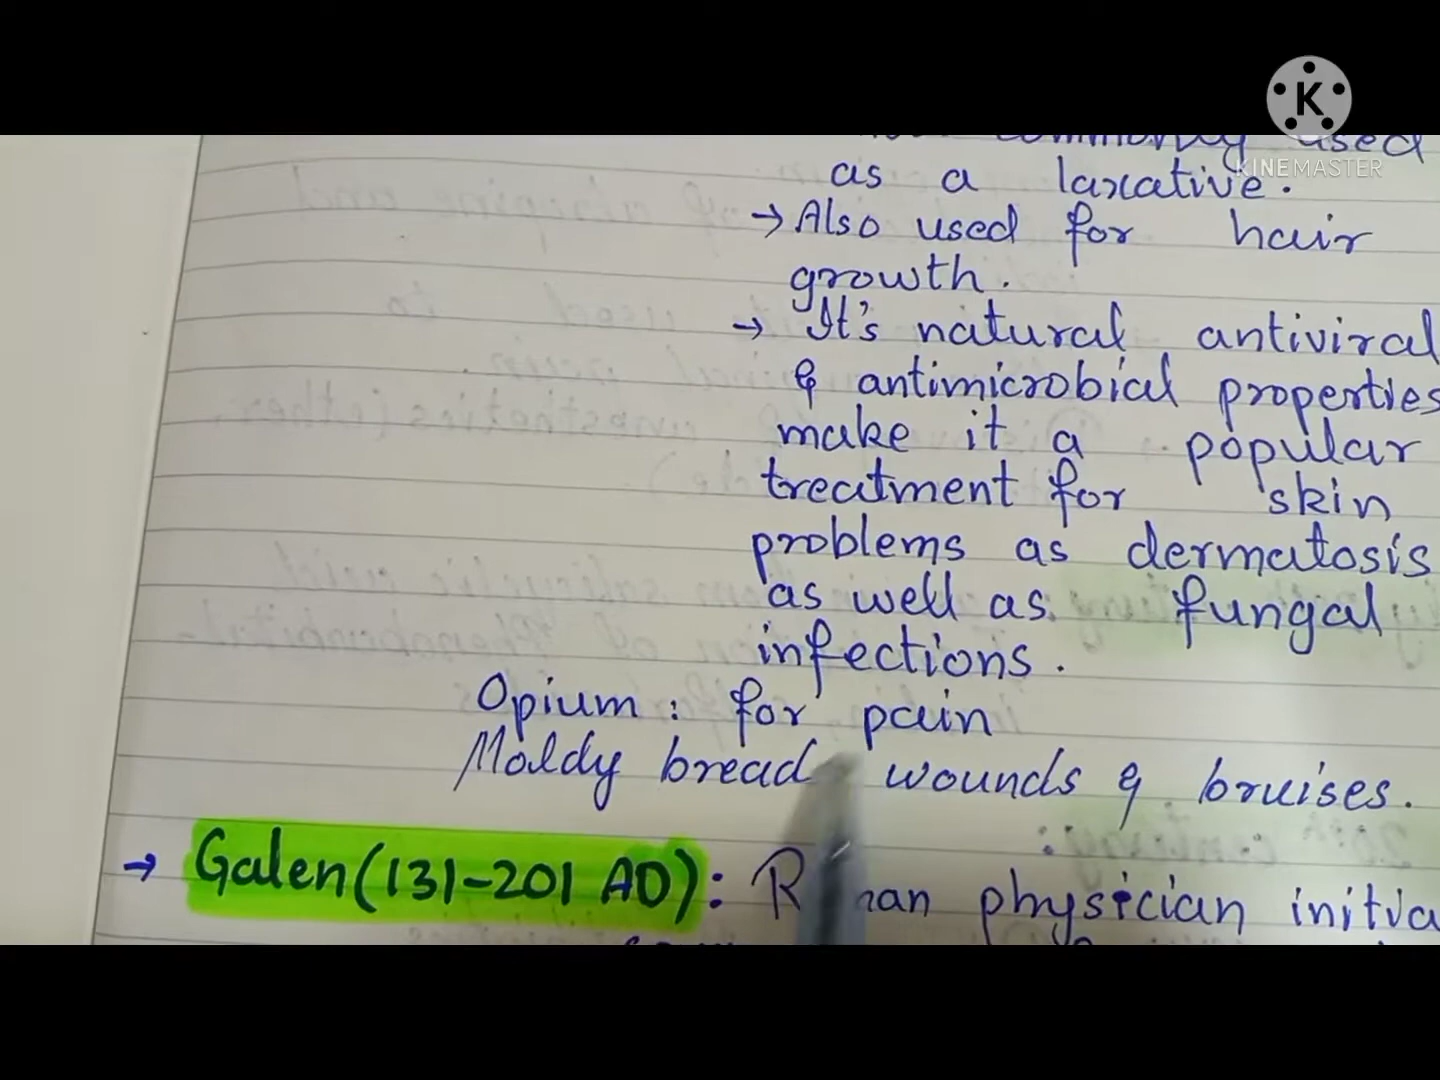 K
commonly used
KINEMASTER
as a laxative.
→ Also used for hair
growth.
→ It's natural antiviral
& antimicrobial properties
make it a popular
treatment for skin
problems as dermatosis
as well as fungal
infections.
Opium: for pain
Moldy bread wounds & bruises.
→ Galen (131-201 AD): physician